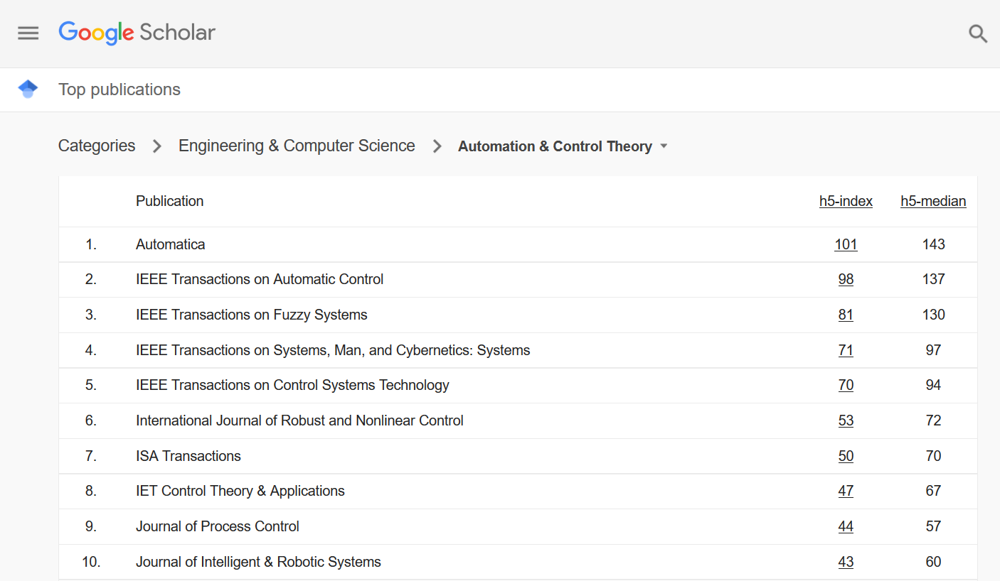 Google Scholar
Top publications
Categories Engineering & Computer Science Automation & Control Theory
Publication h5-index h5-median
1. Automatica 101 143
2. IEEE Transactions on Automatic Control 98 137
3. IEEE Transactions on Fuzzy Systems 81 130
4. IEEE Transactions on Systems, Man, and Cybernetics: Systems 71 97
5. IEEE Transactions on Control Systems Technology 70 94
6. International Journal of Robust and Nonlinear Control 53 72
7. ISA Transactions 50 70
8. IET Control Theory & Applications 47 67
9. Journal of Process Control 44 57
10. Journal of Intelligent & Robotic Systems 43 60